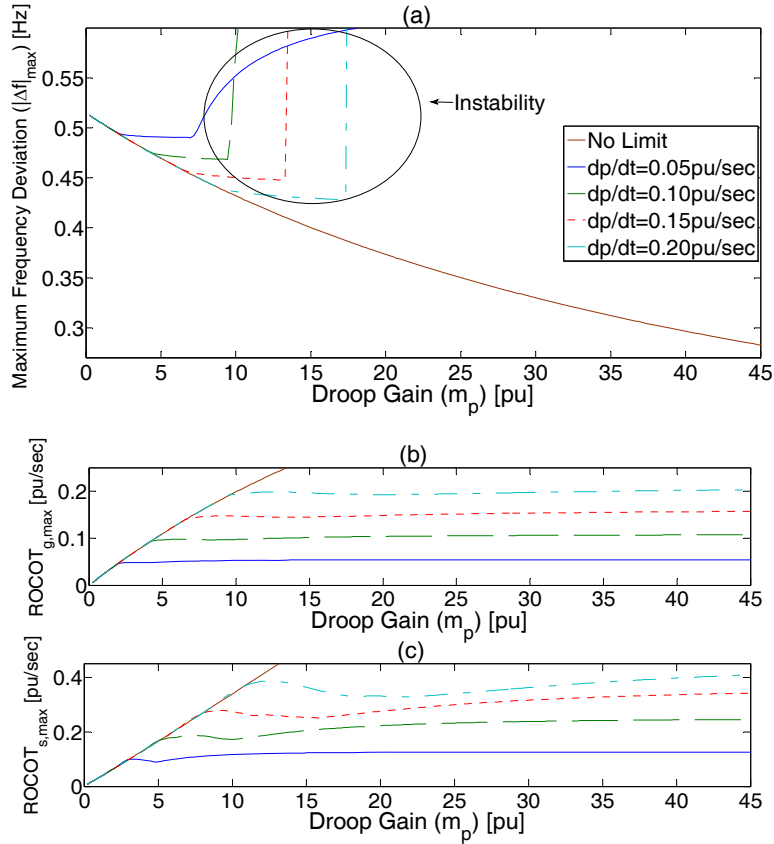 (a)
Maximum Frequency Deviation (|Δf|max) [Hz]
0.55
0.5
0.45
0.4
0.35
0.3
Instability
No Limit
dp/dt=0.05pu/sec
dp/dt=0.10pu/sec
dp/dt=0.15pu/sec
dp/dt=0.20pu/sec
0 5 10 15 20 25 30 35 40 45
Droop Gain (mp) [pu]
(b)
ROCOTg,max [pu/sec]
0.2
0.1
0
0 5 10 15 20 25 30 35 40 45
Droop Gain (mp) [pu]
(c)
ROCOTs,max [pu/sec]
0.4
0.2
0
0 5 10 15 20 25 30 35 40 45
Droop Gain (mp) [pu]